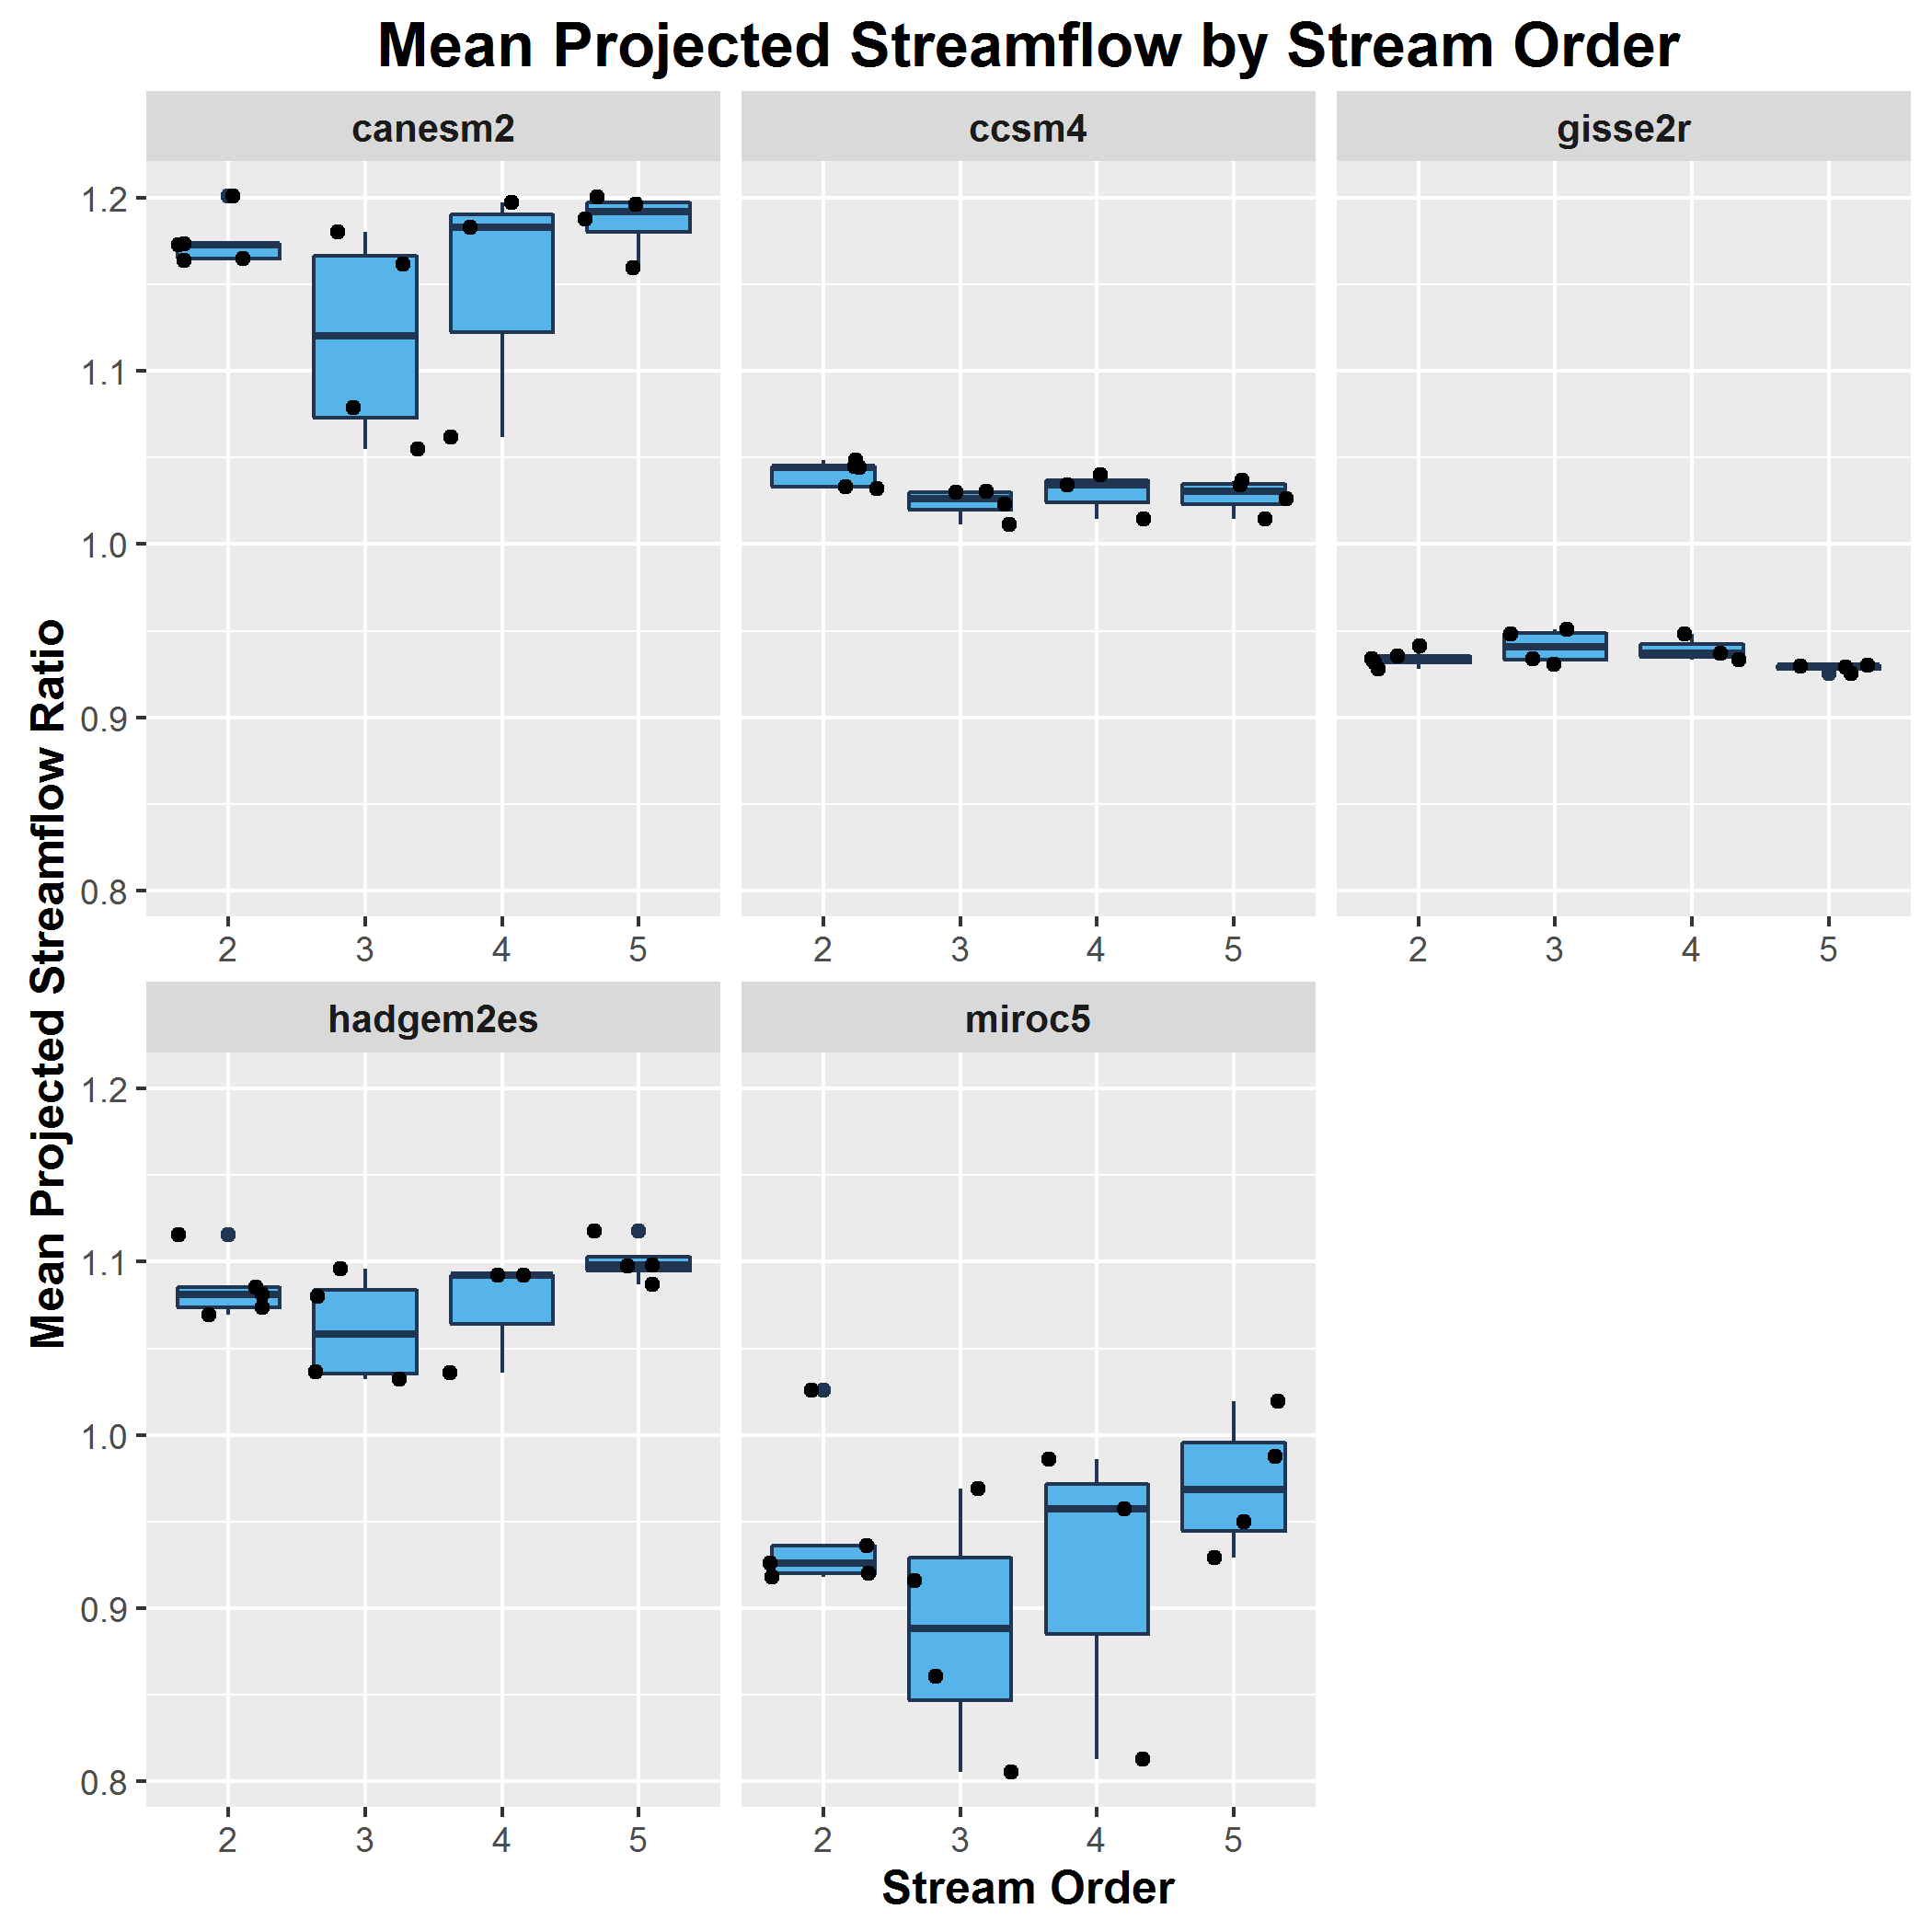 Mean Projected Streamflow by Stream Order
canesm2 ccsm4 gisse2r
1.2
1.1
1.0
0.9
0.8
2 3 4 5 2 3 4 5 2 3 4 5
Mean Projected Streamflow Ratio
hadgem2es miroc5
1.2
1.1
1.0
0.9
0.8
2 3 4 5 2 3 4 5
Stream Order